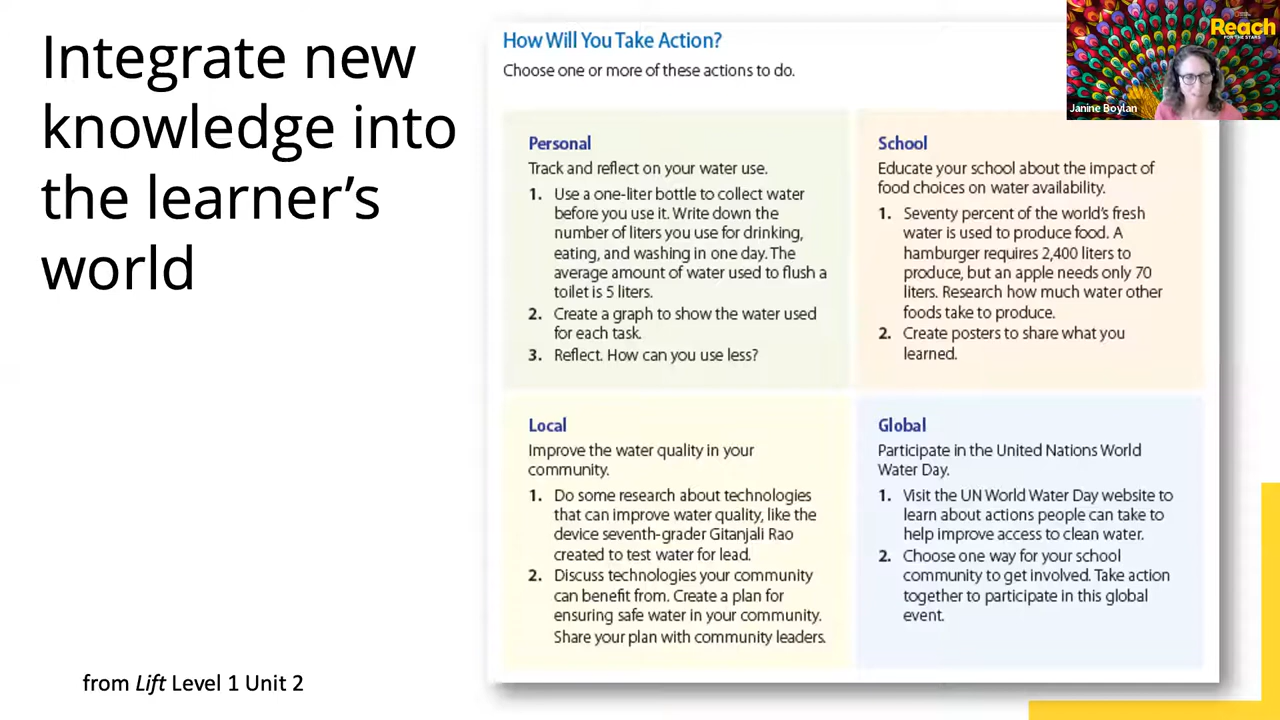 Integrate new
knowledge into
the learner's
world
from Lift Level 1 Unit 2
How Will You Take Action?
Choose one or more of these actions to do.
Personal
Track and reflect on your water use.
1. Use a one-liter bottle to collect water
before you use it. Write down the
number of liters you use for drinking,
eating, and washing in one day. The
average amount of water used to flush a
toilet is 5 liters.
2. Create a graph to show the water used
for each task.
3. Reflect. How can you use less?
School
Educate your school about the impact of
food choices on water availability.
1. Seventy percent of the world's fresh
water is used to produce food. A
hamburger requires 2,400 liters to
produce, but an apple needs only 70
liters. Research how much water other
foods take to produce.
2. Create posters to share what you
learned.
Local
Improve the water quality in your
community.
1. Do some research about technologies
that can improve water quality, like the
device seventh-grader Gitanjali Rao
created to test water for lead.
2. Discuss technologies your community
can benefit from. Create a plan for
ensuring safe water in your community.
Share your plan with community leaders.
Global
Participate in the United Nations World
Water Day.
1. Visit the UN World Water Day website to
learn about actions people can take to
help improve access to clean water.
2. Choose one way for your school
community to get involved. Take action
together to participate in this global
event.
Reach
FOR THE STARS
Janine Boylan